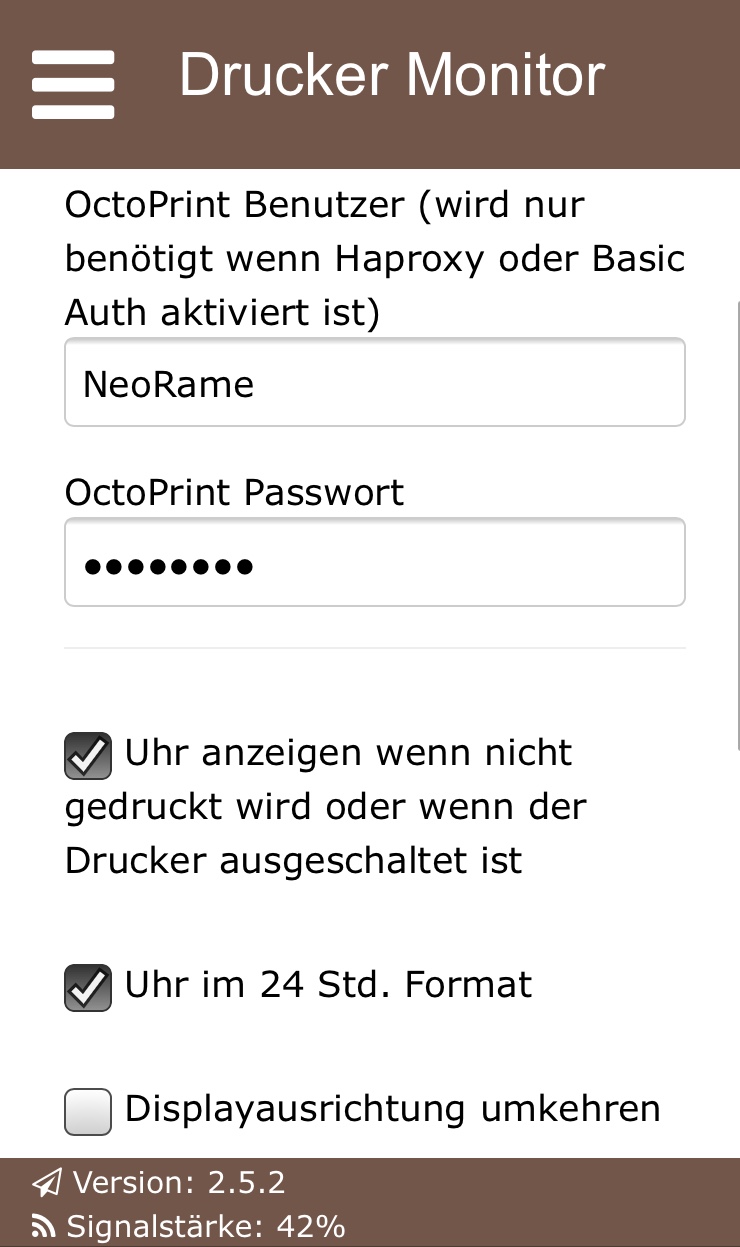 Drucker Monitor
OctoPrint Benutzer (wird nur
benötigt wenn Haproxy oder Basic
Auth aktiviert ist)
NeoRame
OctoPrint Passwort
••••••••
Uhr anzeigen wenn nicht
gedruckt wird oder wenn der
Drucker ausgeschaltet ist
Uhr im 24 Std. Format
Displayausrichtung umkehren
Version: 2.5.2
Signalstärke: 42%